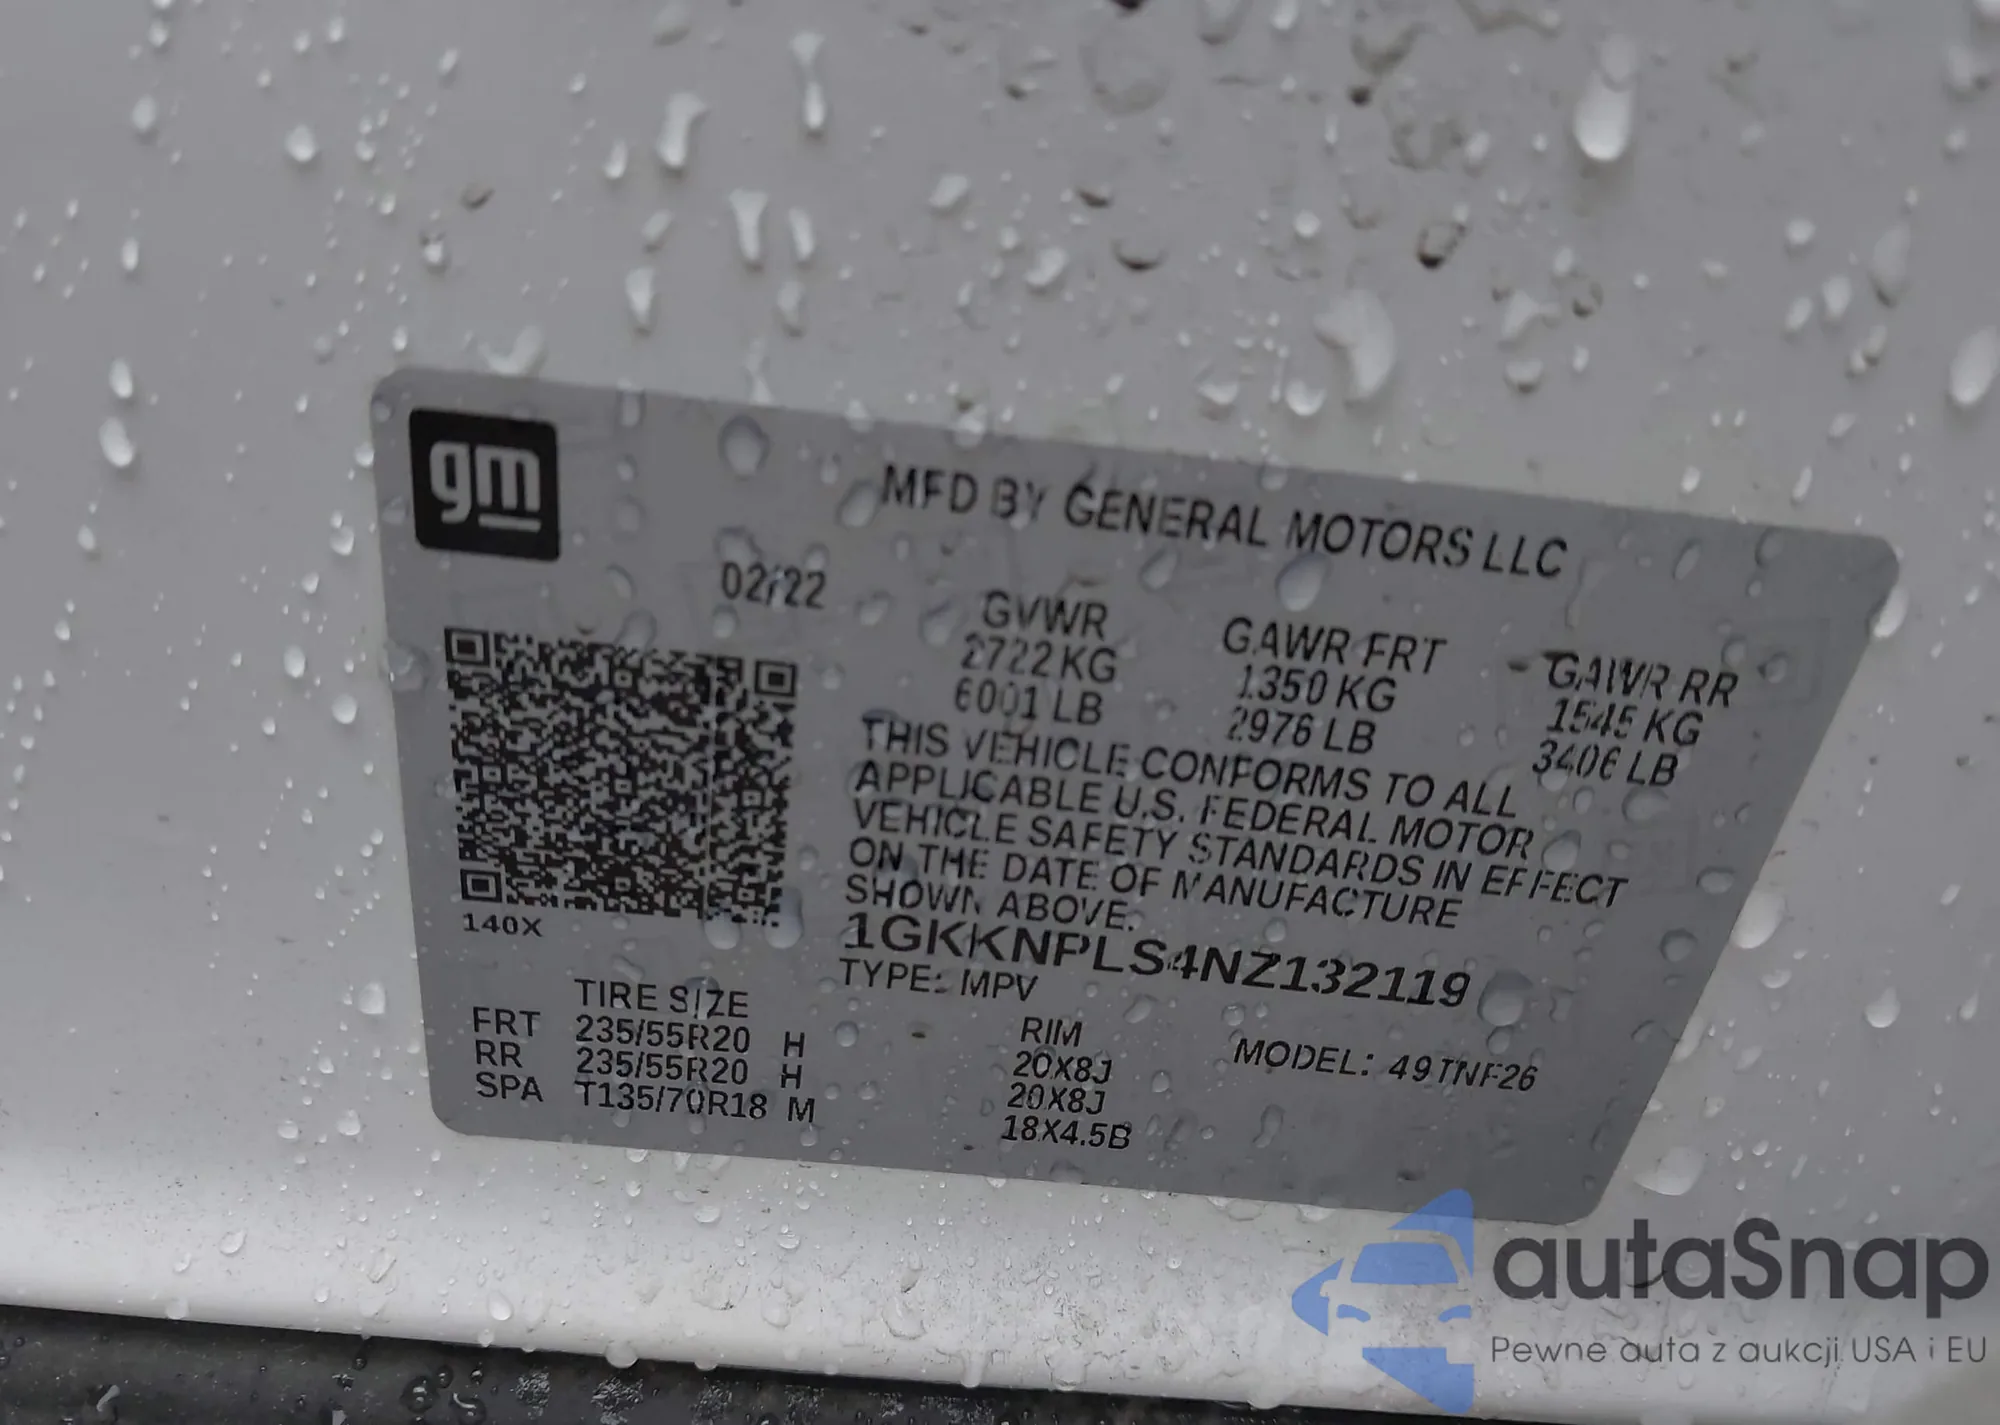 gm
MFD BY GENERAL MOTORS LLC
02/22
GVWR GAWR FRT GAWR RR
2722 KG 1350 KG 1545 KG
6001 LB 2976 LB 3406 LB
THIS VEHICLE CONFORMS TO ALL
APPLICABLE U.S. FEDERAL MOTOR
VEHICLE SAFETY STANDARDS IN EFFECT
ON THE DATE OF MANUFACTURE
SHOWN ABOVE.
140X
1GKKNPLS4NZ132119
TYPE: MPV
TIRE SIZE RIM MODEL: 49TNF26
FRT 235/55R20 H 20X8J
RR 235/55R20 H 20X8J
SPA T135/70R18 M 18X4.5B
autaSnap
Pewne auta z aukcji USA i EU